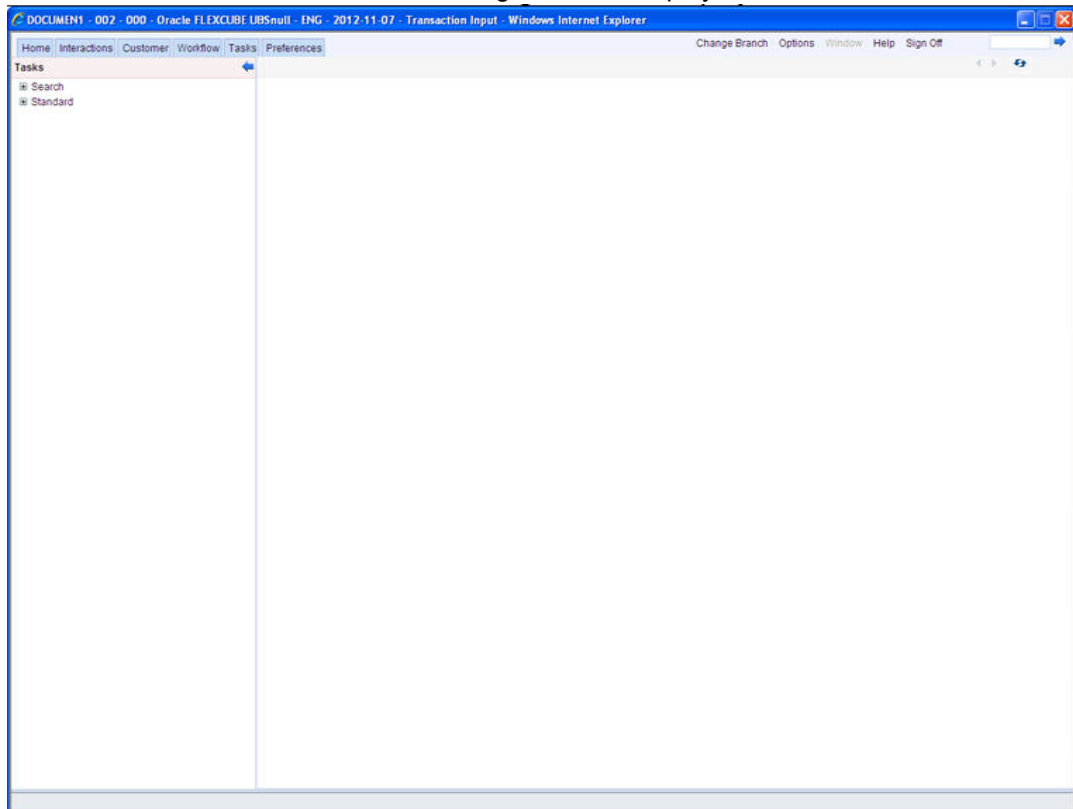 DOCUMENT1 - 002 - 000 - Oracle FLEXCUBE UBSnull - ENG - 2012-11-07 - Transaction Input - Windows Internet Explorer
Home Interactions Customer Workflow Tasks Preferences Change Branch Options Window Help Sign Off
Tasks
Search
Standard